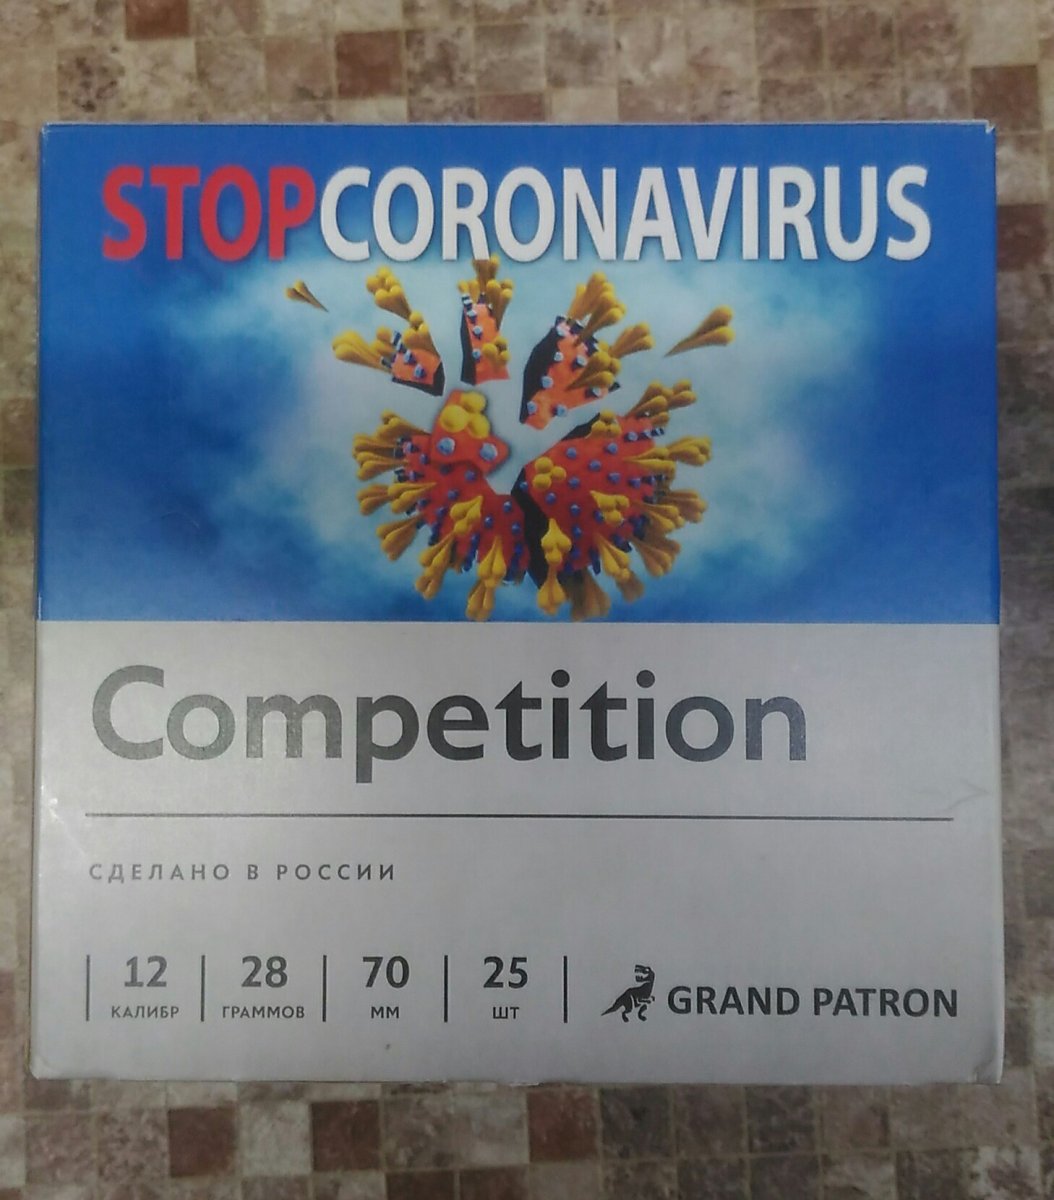 STOPCORONAVIRUS
Competition
СДЕЛАНО В РОССИИ
12 28 70 25
КАЛИБР ГРАММОВ ММ ШТ
GRAND PATRON